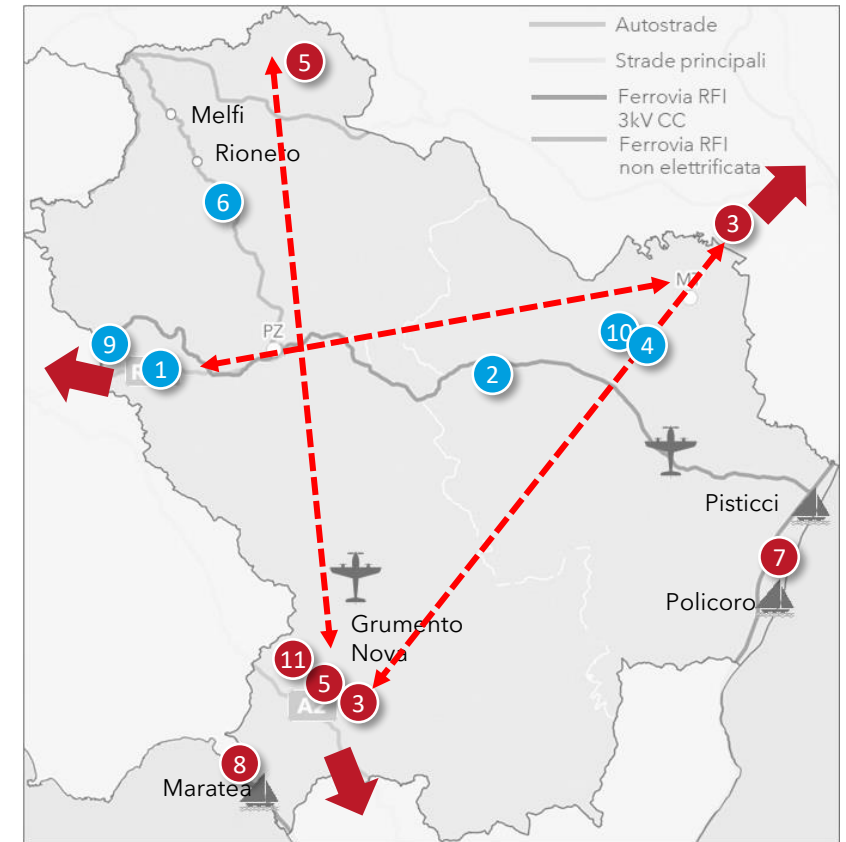 Autostrade
Strade principali
Ferrovia RFI
3kV CC
Ferrovia RFI
non elettrificata
5
Melfi
Rionero
6
3
MT
PZ
10
9
4
1
2
Pisticci
7
Policoro
Grumento
Nova
11
5
3
A2
8
Maratea